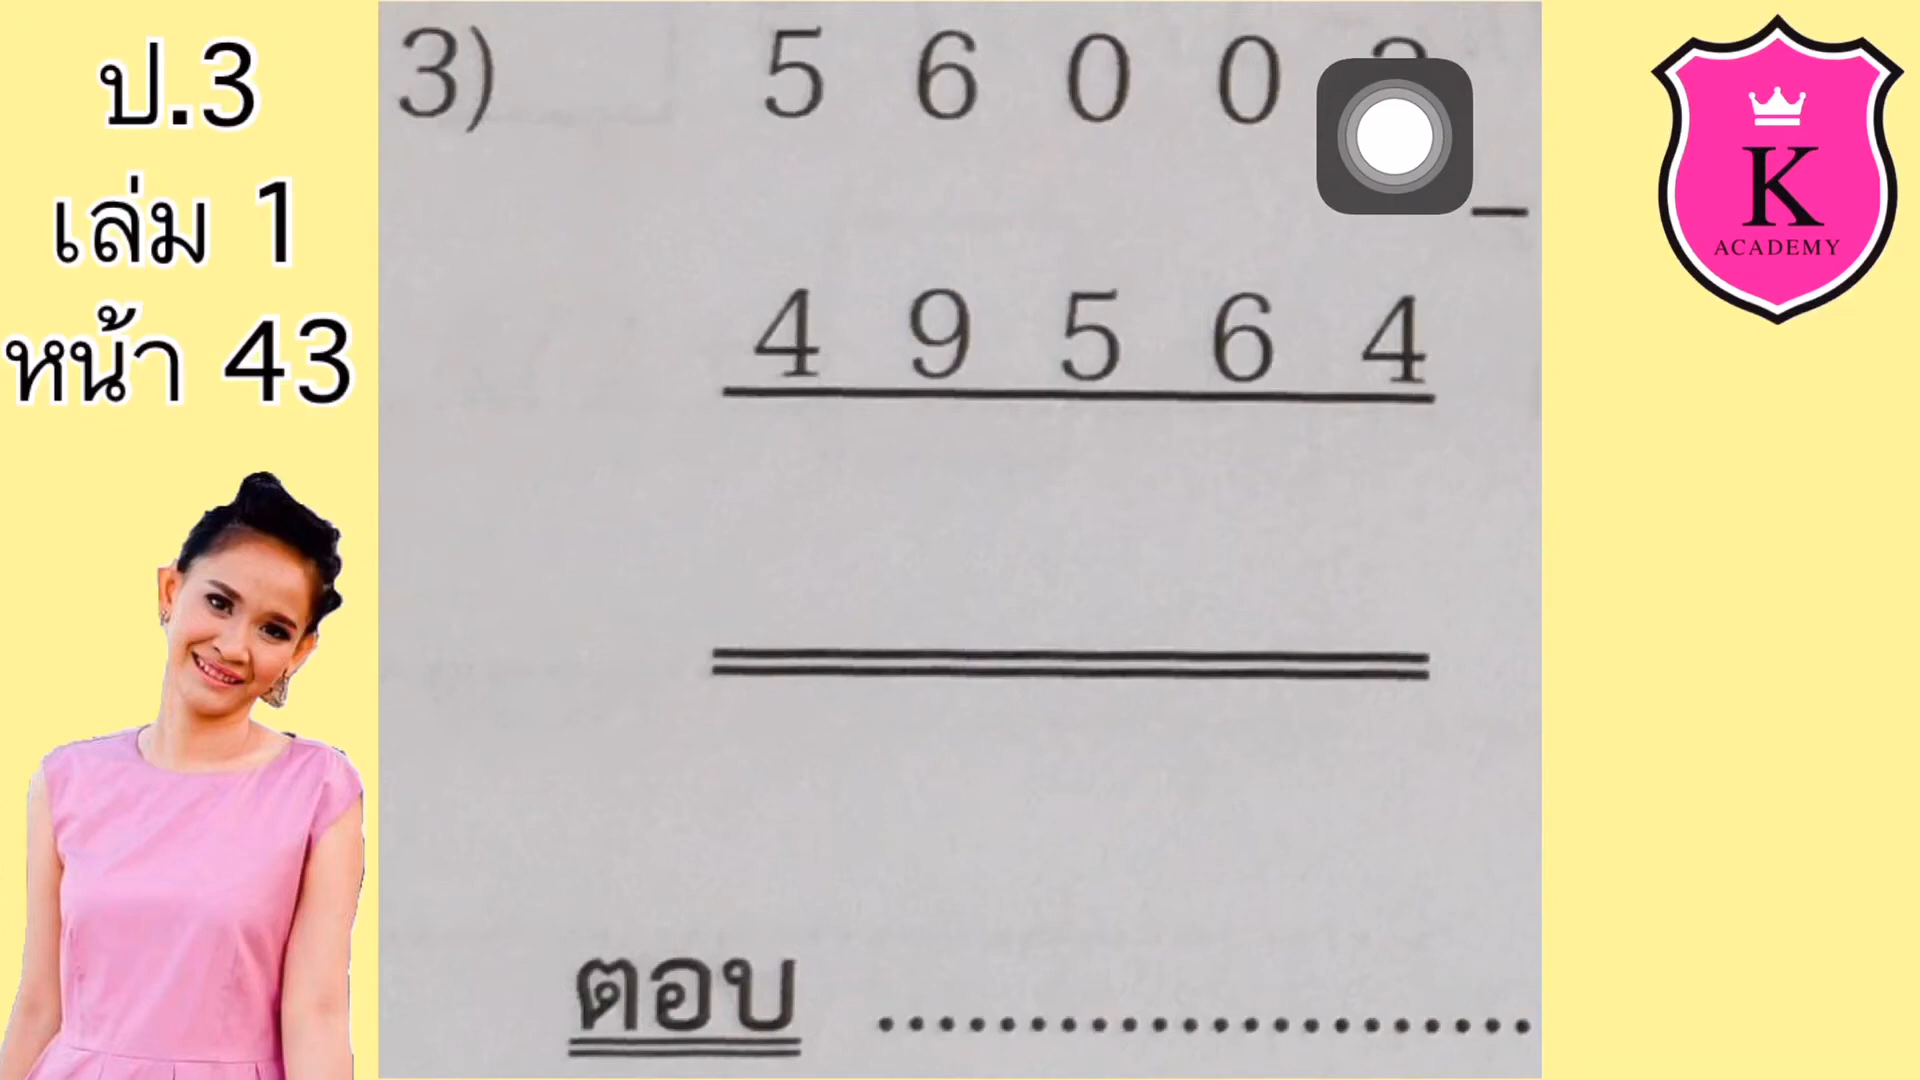 ป.3
เล่ม 1
หน้า 43
3) 5 6 0 0
−
4 9 5 6 4
ตอบ ......................
K
ACADEMY